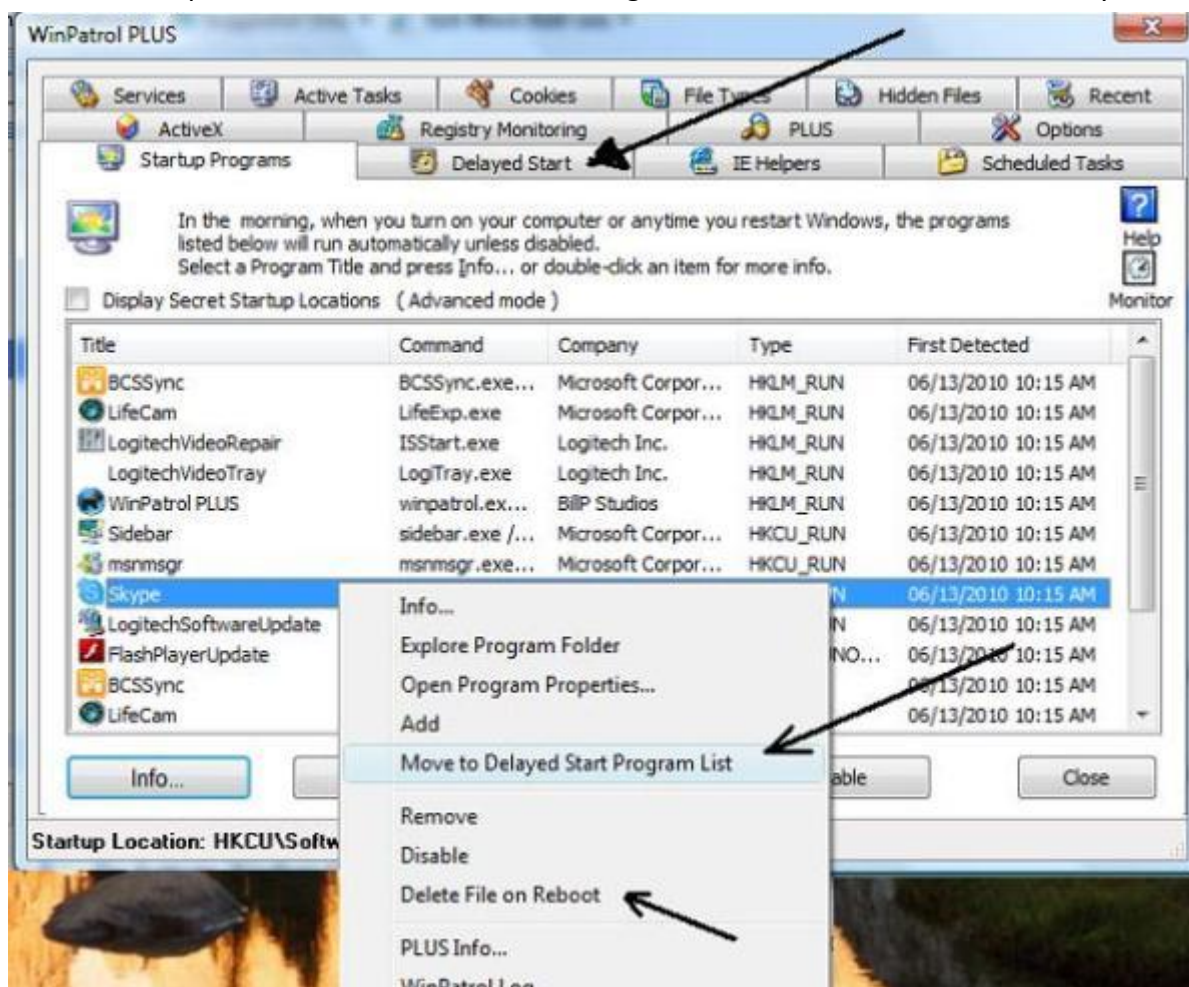 WinPatrol PLUS
Services Active Tasks Cookies File Types Hidden Files Recent
ActiveX Registry Monitoring PLUS Options
Startup Programs Delayed Start IE Helpers Scheduled Tasks
In the morning, when you turn on your computer or anytime you restart Windows, the programs
listed below will run automatically unless disabled.
Select a Program Title and press Info... or double-click an item for more info.
Help
Display Secret Startup Locations (Advanced mode )
Monitor
Title Command Company Type First Detected
BCSSync BCSSync.exe... Microsoft Corpor... HKLM_RUN 06/13/2010 10:15 AM
LifeCam LifeExp.exe Microsoft Corpor... HKLM_RUN 06/13/2010 10:15 AM
LogitechVideoRepair ISStart.exe Logitech Inc. HKLM_RUN 06/13/2010 10:15 AM
LogitechVideoTray LogiTray.exe Logitech Inc. HKLM_RUN 06/13/2010 10:15 AM
WinPatrol PLUS winpatrol.ex... BillP Studios HKLM_RUN 06/13/2010 10:15 AM
Sidebar sidebar.exe /... Microsoft Corpor... HKCU_RUN 06/13/2010 10:15 AM
msnmsgr msnmsgr.exe... Microsoft Corpor... HKCU_RUN 06/13/2010 10:15 AM
Skype N 06/13/2010 10:15 AM
LogitechSoftwareUpdate N 06/13/2010 10:15 AM
FlashPlayerUpdate NO... 06/13/2010 10:15 AM
BCSSync 06/13/2010 10:15 AM
LifeCam 06/13/2010 10:15 AM
Info...
Explore Program Folder
Open Program Properties...
Add
Move to Delayed Start Program List
Remove
Disable
Delete File on Reboot
PLUS Info...
WinPatrol Log
Info... able Close
Startup Location: HKCU\Softw